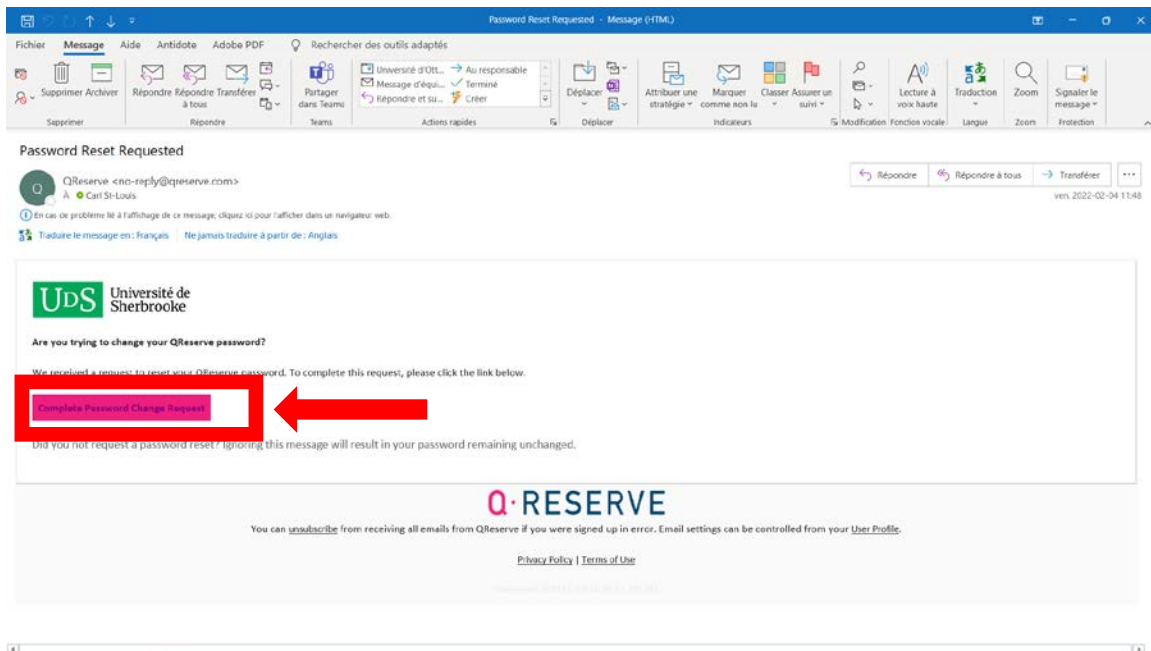 Password Reset Requested - Message (HTML)
Fichier Message Aide Antidote Adobe PDF Rechercher des outils adaptés
Supprimer Archiver
Répondre Répondre à tous Transférer
Partager dans Teams
Université d'Ott... Au responsable
Message d'équi... Terminé
Répondre et su... Créer
Déplacer
Attribuer une stratégie Marquer comme non lu Classer Assurer un suivi
Lecture à voix haute
Traduction
Zoom
Signaler le message
Supprimer Répondre Teams Actions rapides Déplacer Indicateurs Modification Fonction vocale Langue Zoom Protection
Password Reset Requested
Q
QReserve <no-reply@qreserve.com>
À Carl St-Louis
Répondre Répondre à tous Transférer ...
ven. 2022-02-04 11:48
En cas de problème lié à l'affichage de ce message, cliquez ici pour l'afficher dans un navigateur web.
Traduire le message en : Français Ne jamais traduire à partir de : Anglais
UDS Université de
Sherbrooke
Are you trying to change your QReserve password?
We received a request to reset your QReserve password. To complete this request, please click the link below.
Complete Password Change Request
Did you not request a password reset? Ignoring this message will result in your password remaining unchanged.
Q·RESERVE
You can unsubscribe from receiving all emails from QReserve if you were signed up in error. Email settings can be controlled from your User Profile.
Privacy Policy | Terms of Use